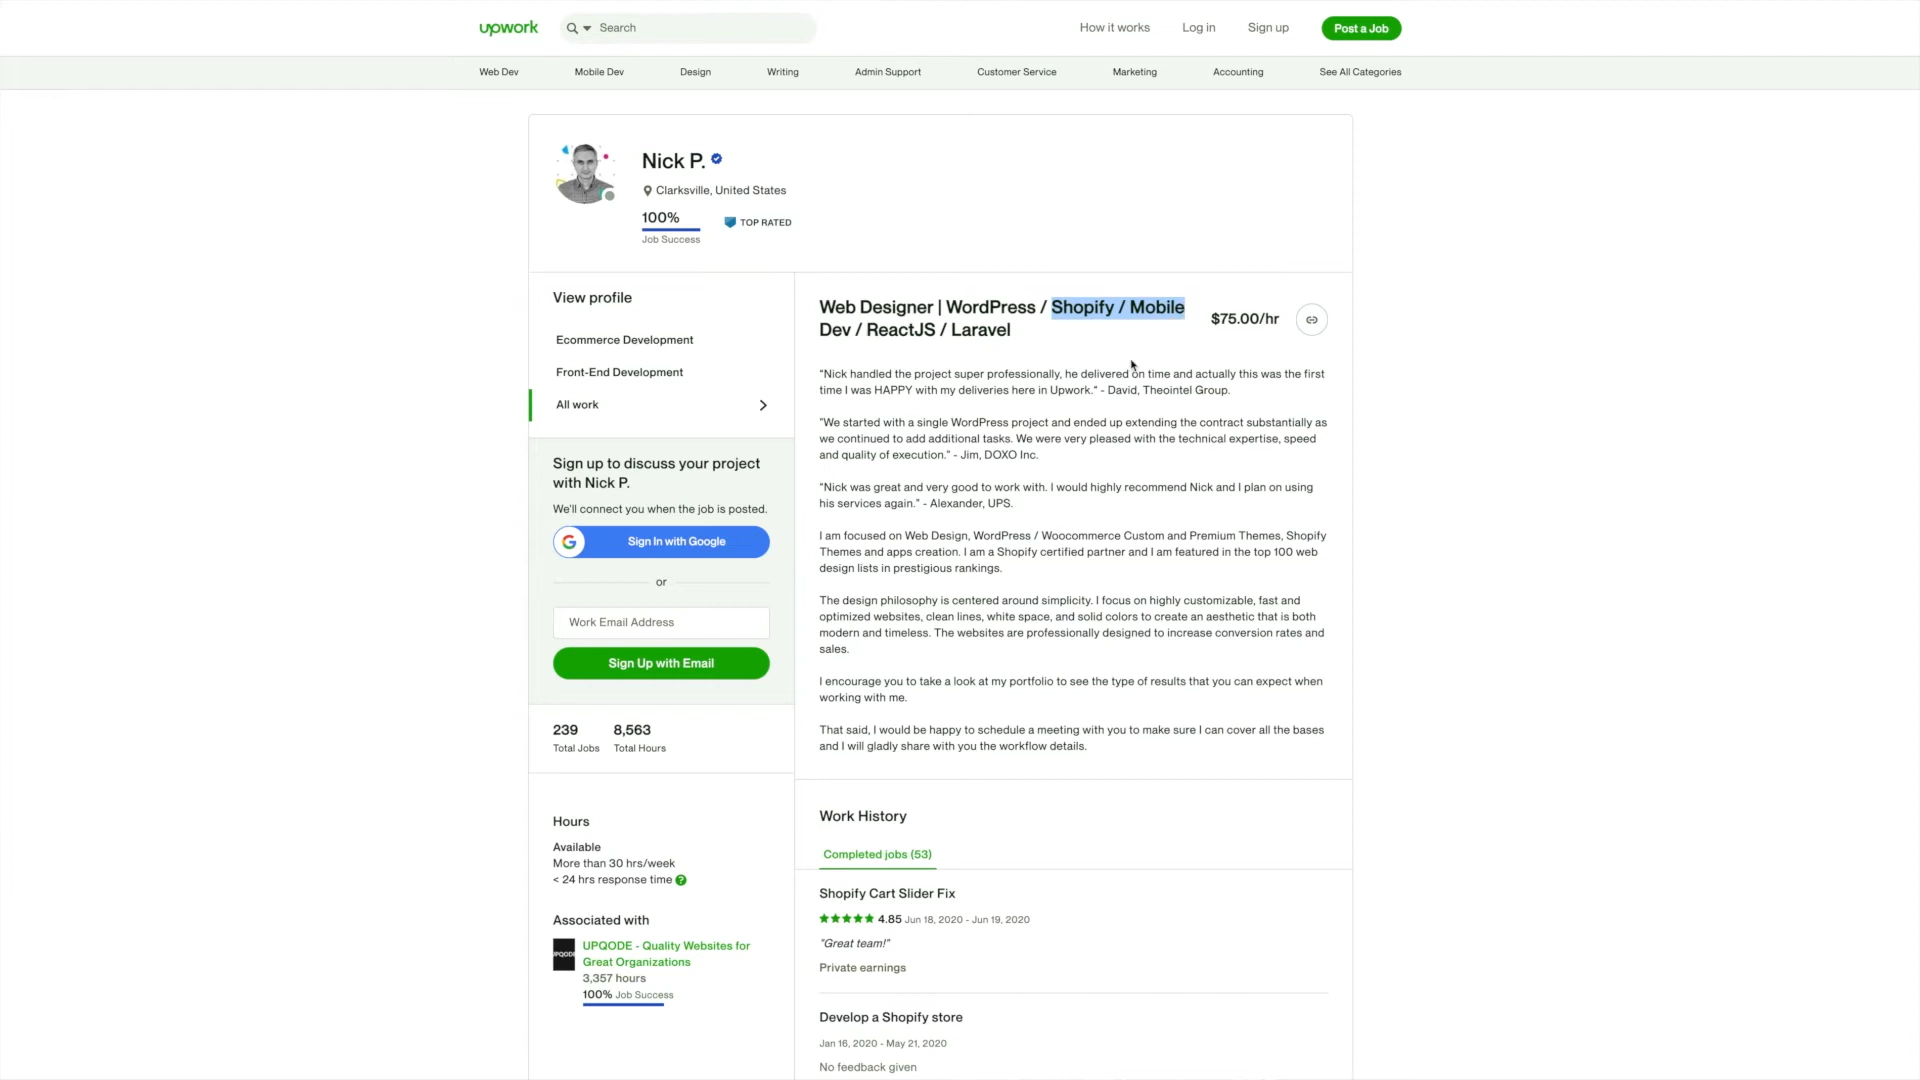 upwork
Search
How it works
Log in
Sign up
Post a Job
Web Dev
Mobile Dev
Design
Writing
Admin Support
Customer Service
Marketing
Accounting
See All Categories
Nick P.
Clarksville, United States
100%
Job Success
TOP RATED
View profile
Ecommerce Development
Front-End Development
All work
Sign up to discuss your project
with Nick P.
We'll connect you when the job is posted.
Sign In with Google
or
Work Email Address
Sign Up with Email
239
Total Jobs
8,563
Total Hours
Hours
Available
More than 30 hrs/week
< 24 hrs response time ?
Associated with
UPQODE - Quality Websites for
Great Organizations
3,357 hours
100% Job Success
Web Designer | WordPress / Shopify / Mobile
Dev / ReactJS / Laravel
$75.00/hr
"Nick handled the project super professionally, he delivered on time and actually this was the first
time I was HAPPY with my deliveries here in Upwork." - David, Theointel Group.
"We started with a single WordPress project and ended up extending the contract substantially as
we continued to add additional tasks. We were very pleased with the technical expertise, speed
and quality of execution." - Jim, DOXO Inc.
"Nick was great and very good to work with. I would highly recommend Nick and I plan on using
his services again." - Alexander, UPS.
I am focused on Web Design, WordPress / Woocommerce Custom and Premium Themes, Shopify
Themes and apps creation. I am a Shopify certified partner and I am featured in the top 100 web
design lists in prestigious rankings.
The design philosophy is centered around simplicity. I focus on highly customizable, fast and
optimized websites, clean lines, white space, and solid colors to create an aesthetic that is both
modern and timeless. The websites are professionally designed to increase conversion rates and
sales.
I encourage you to take a look at my portfolio to see the type of results that you can expect when
working with me.
That said, I would be happy to schedule a meeting with you to make sure I can cover all the bases
and I will gladly share with you the workflow details.
Work History
Completed jobs (53)
Shopify Cart Slider Fix
4.85 Jun 18, 2020 - Jun 19, 2020
"Great team!"
Private earnings
Develop a Shopify store
Jan 16, 2020 - May 21, 2020
No feedback given